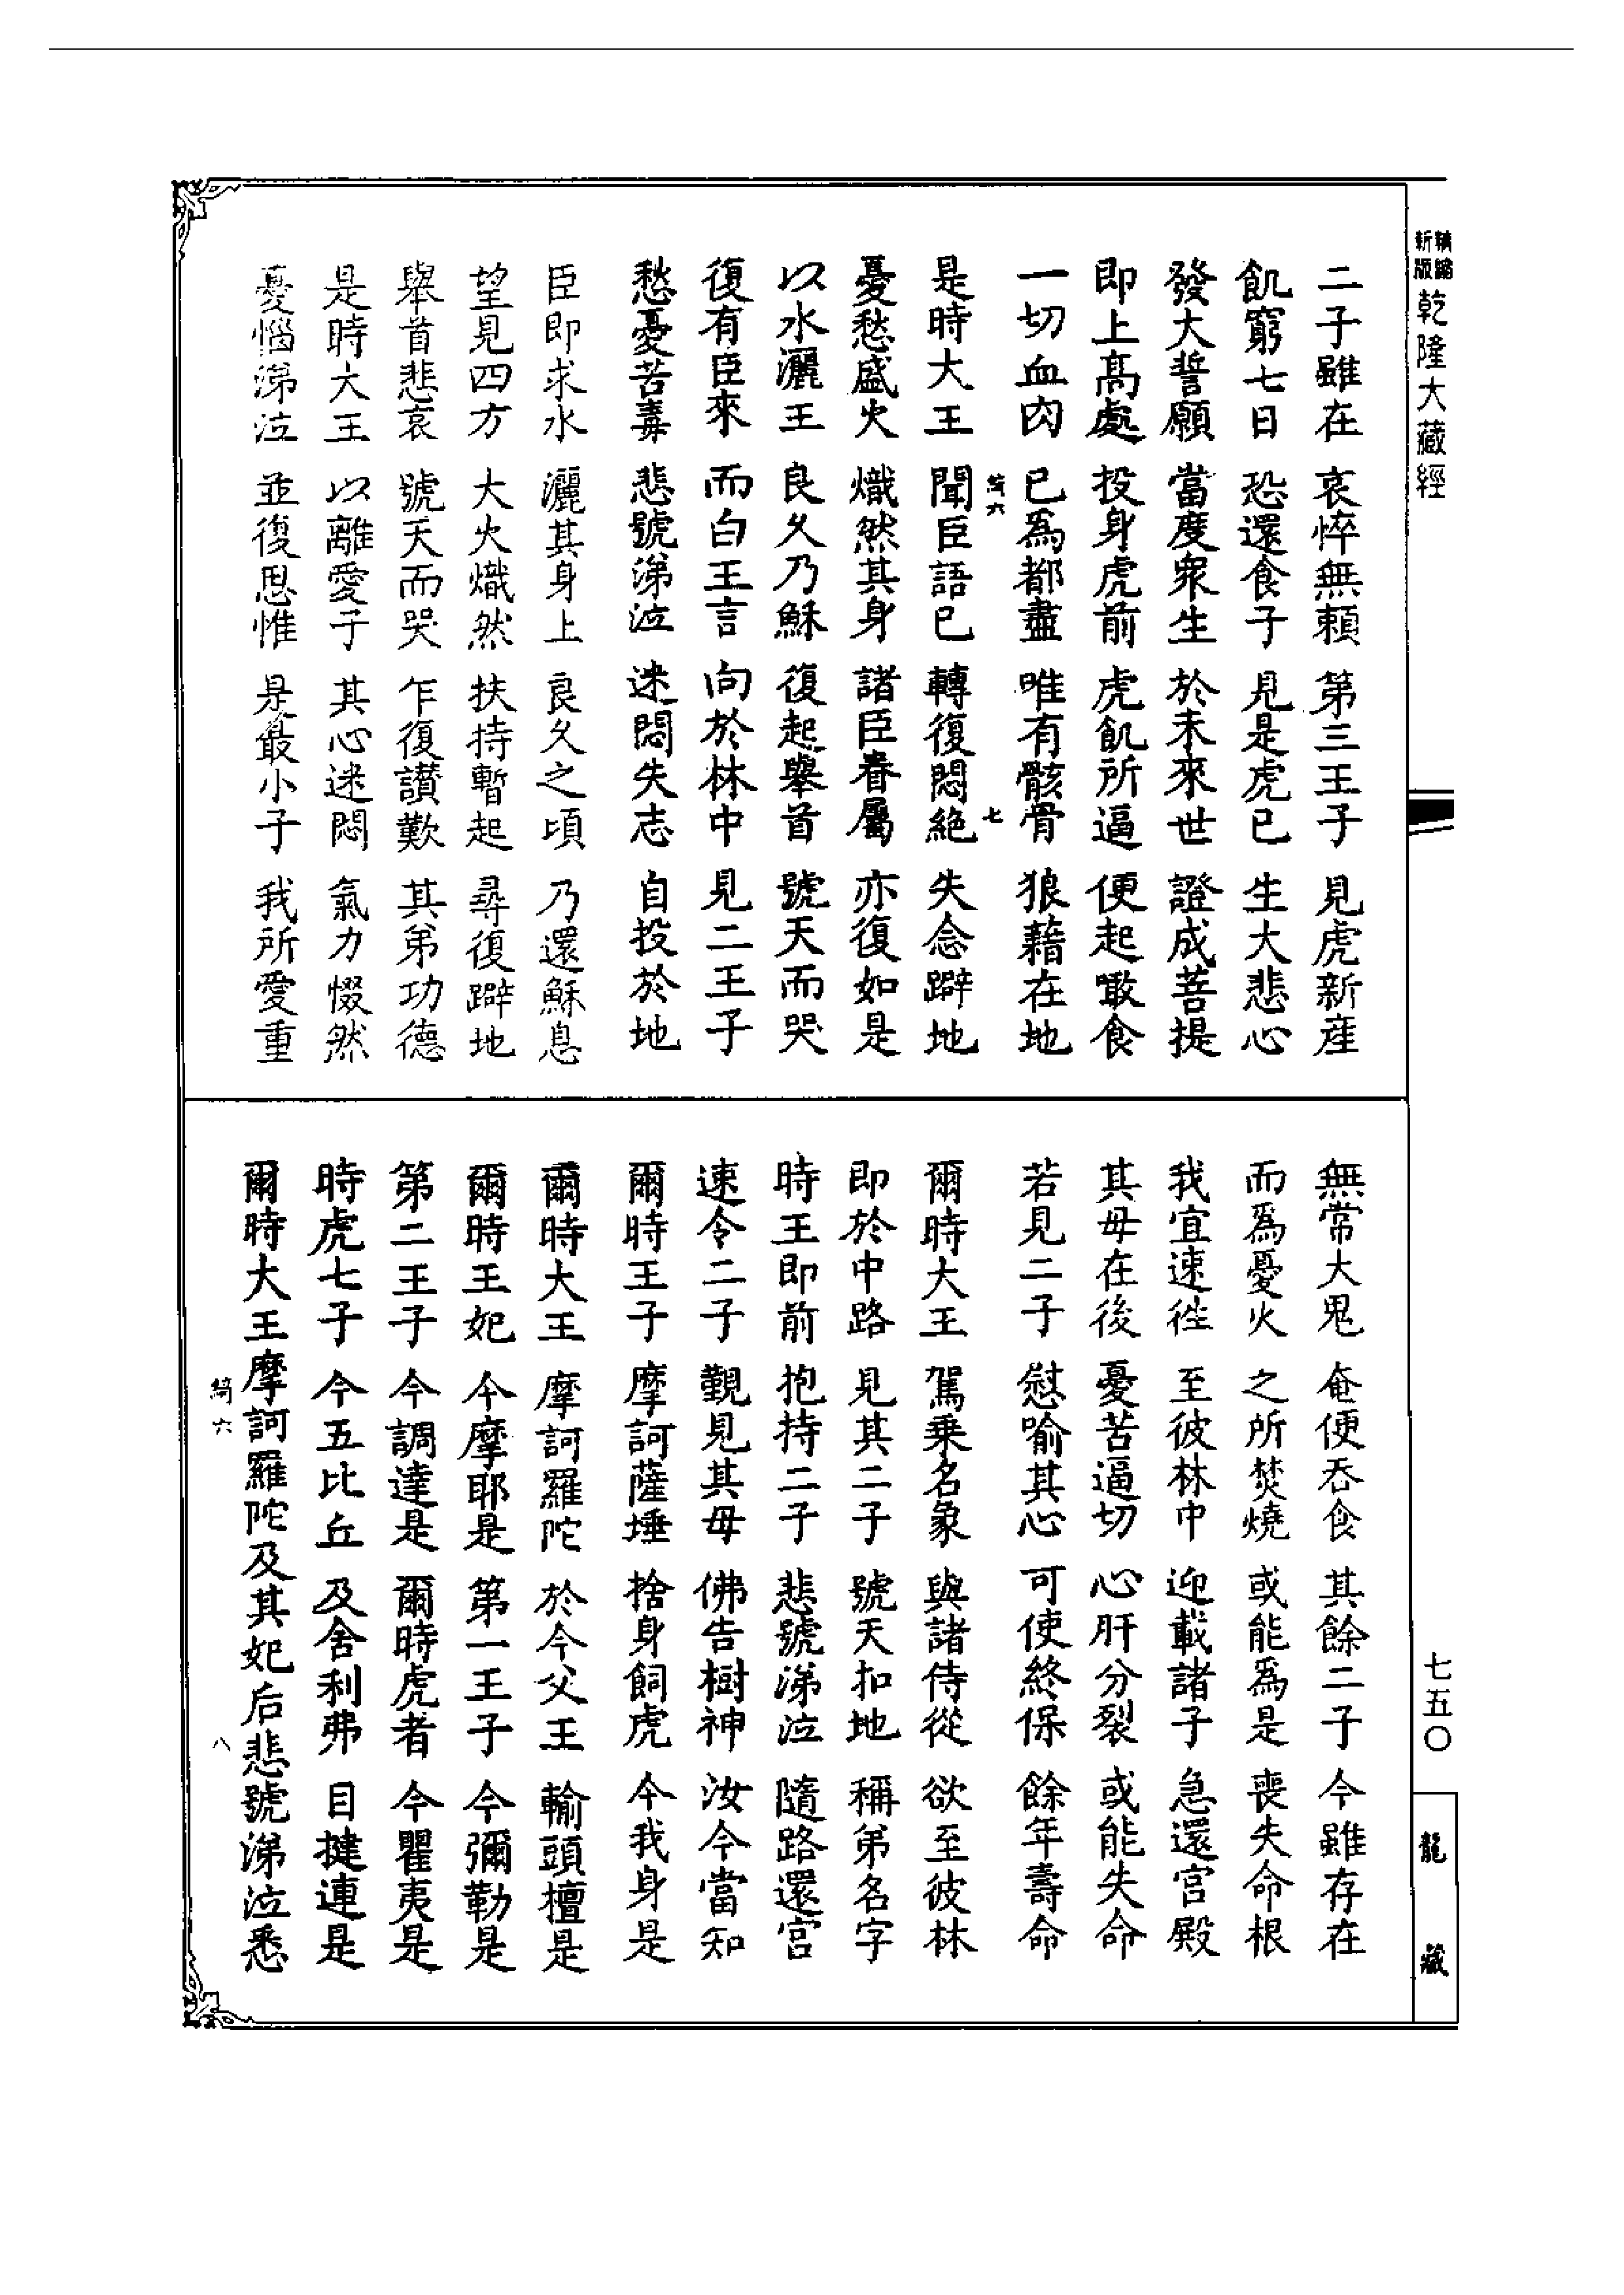 精縮
新版
乾隆大藏經
二子雖在 哀悴無頼 第三王子 見虎新產
飢窮七日 恐還食子 見是虎已 生大悲心
發大誓願 當度衆生 於未來世 證成菩提
即上高處 投身虎前 虎飢所逼 便起噉食
一切血肉 已爲都盡 唯有骸骨 狼藉在地
綺六 七
是時大王 聞臣語已 轉復悶絶 失念躃地
憂愁盛火 熾然其身 諸臣眷屬 亦復如是
以水灑王 良久乃穌 復起舉首 號天而哭
復有臣來 而白王言 向於林中 見二王子
愁憂苦毒 悲號涕泣 迷悶失志 自投於地
臣即求水 灑其身上 良久之頃 乃還穌息
望見四方 大火熾然 扶持暫起 尋復躃地
舉首悲哀 號天而哭 乍復讚歎 其弟功德
是時大王 以離愛子 其心迷悶 氣力惙然
憂惱涕泣 並復思惟 是最小子 我所愛重
無常大鬼 奄便吞食 其餘二子 今雖存在
而爲憂火 之所焚燒 或能爲是 喪失命根
我宜速徃 至彼林中 迎載諸子 急還宫殿
其母在後 憂苦逼切 心肝分裂 或能失命
若見二子 慰喻其心 可使終保 餘年壽命
爾時大王 駕乗名象 與諸侍從 欲至彼林
即於中路 見其二子 號天扣地 稱弟名字
時王即前 抱持二子 悲號涕泣 隨路還宫
速令二子 覲見其母 佛告樹神 汝今當知
爾時王子 摩訶薩埵 捨身飼虎 今我身是
爾時大王 摩訶羅陀 於今父王 輸頭檀是
爾時王妃 今摩耶是 第一王子 今彌勒是
第二王子 今調達是 爾時虎者 今瞿夷是
時虎七子 今五比丘 及舍利弗 目揵連是
爾時大王摩訶羅陀及其妃后悲號涕泣悉
綺六 八
七五〇
龍藏